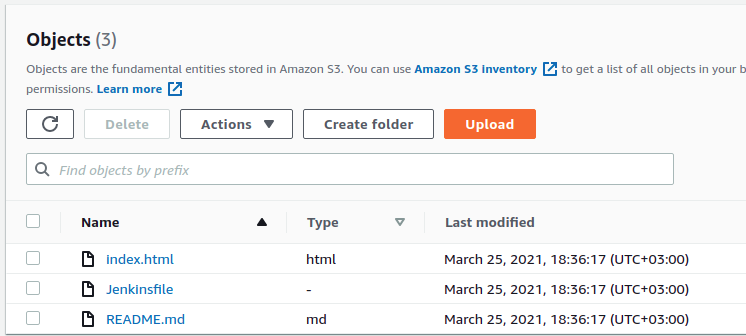 Objects (3)
Objects are the fundamental entities stored in Amazon S3. You can use Amazon S3 inventory to get a list of all objects in your b
permissions. Learn more
Delete Actions Create folder Upload
Find objects by prefix
Name Type Last modified
index.html html March 25, 2021, 18:36:17 (UTC+03:00)
Jenkinsfile - March 25, 2021, 18:36:17 (UTC+03:00)
README.md md March 25, 2021, 18:36:17 (UTC+03:00)